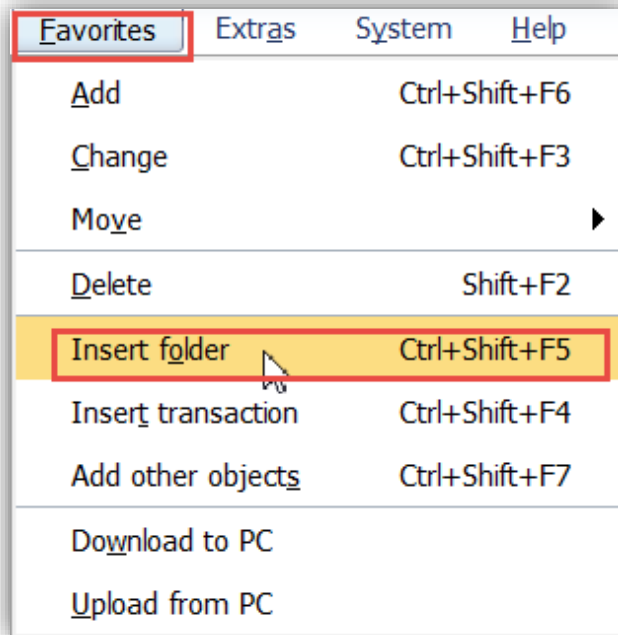 Favorites Extras System Help
Add Ctrl+Shift+F6
Change Ctrl+Shift+F3
Move
Delete Shift+F2
Insert folder Ctrl+Shift+F5
Insert transaction Ctrl+Shift+F4
Add other objects Ctrl+Shift+F7
Download to PC
Upload from PC